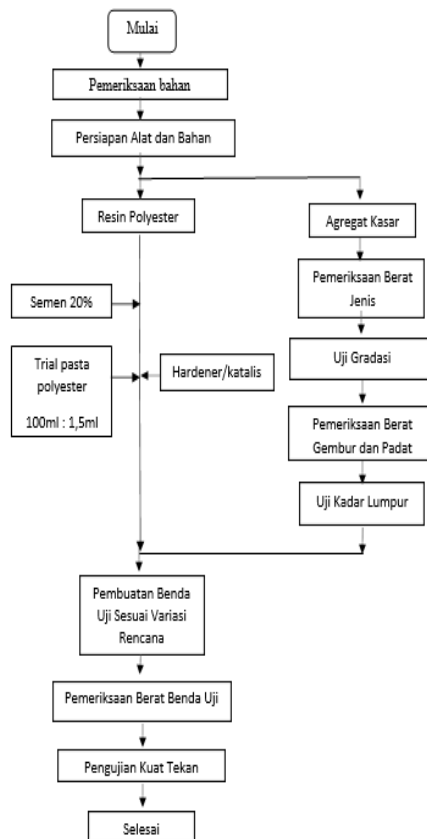 Mulai
Pemeriksaan bahan
Persiapan Alat dan Bahan
Resin Polyester
Agregat Kasar
Pemeriksaan Berat
Jenis
Semen 20%
Uji Gradasi
Trial pasta
polyester
100ml : 1,5ml
Hardener/katalis
Pemeriksaan Berat
Gembur dan Padat
Uji Kadar Lumpur
Pembuatan Benda
Uji Sesuai Variasi
Rencana
Pemeriksaan Berat Benda Uji
Pengujian Kuat Tekan
Selesai